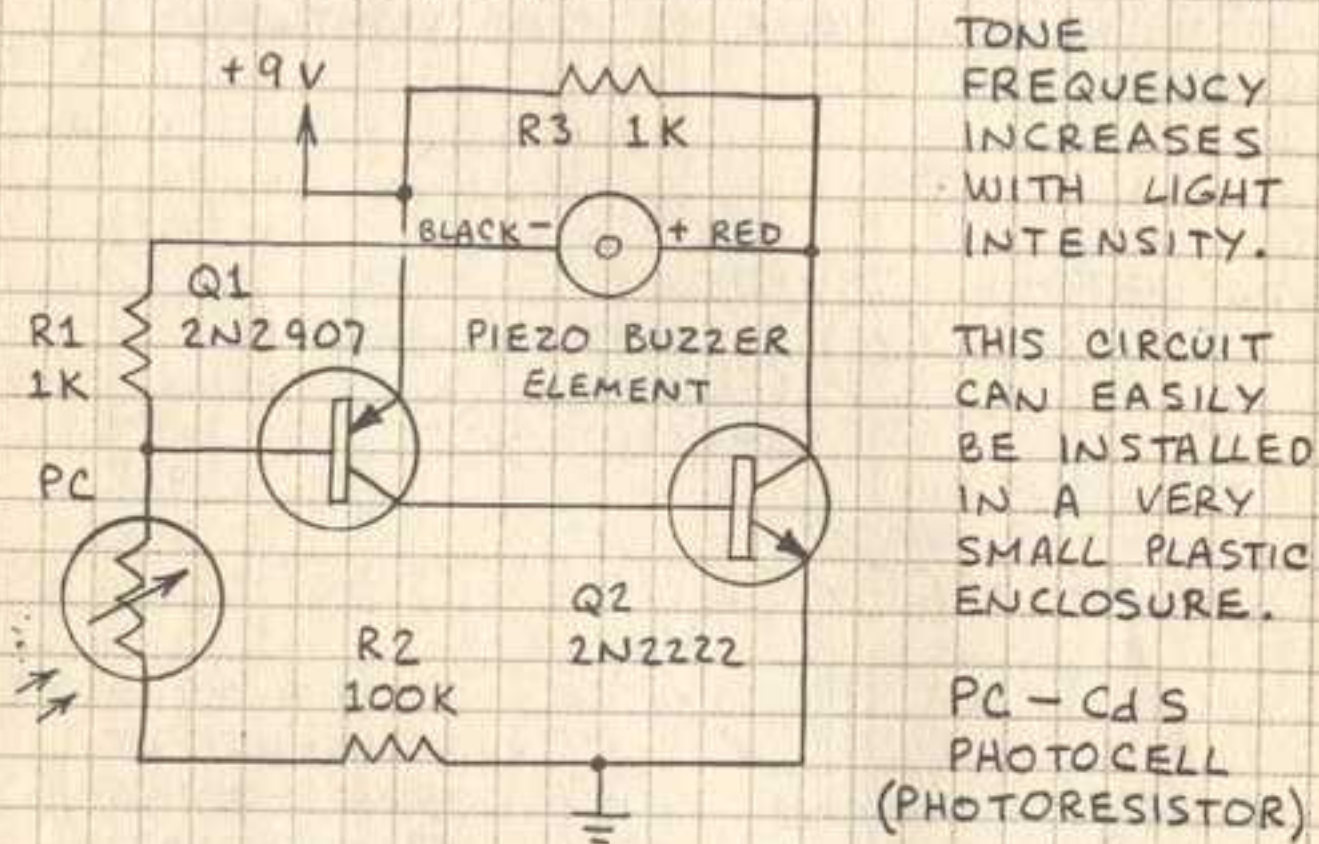 +9V
R3 1K
BLACK - + RED
Q1
2N2907
R1
1K
PIEZO BUZZER
ELEMENT
PC
Q2
2N2222
R2
100K
TONE
FREQUENCY
INCREASES
WITH LIGHT
INTENSITY.
THIS CIRCUIT
CAN EASILY
BE INSTALLED
IN A VERY
SMALL PLASTIC
ENCLOSURE.
PC - CdS
PHOTOCELL
(PHOTORESISTOR)